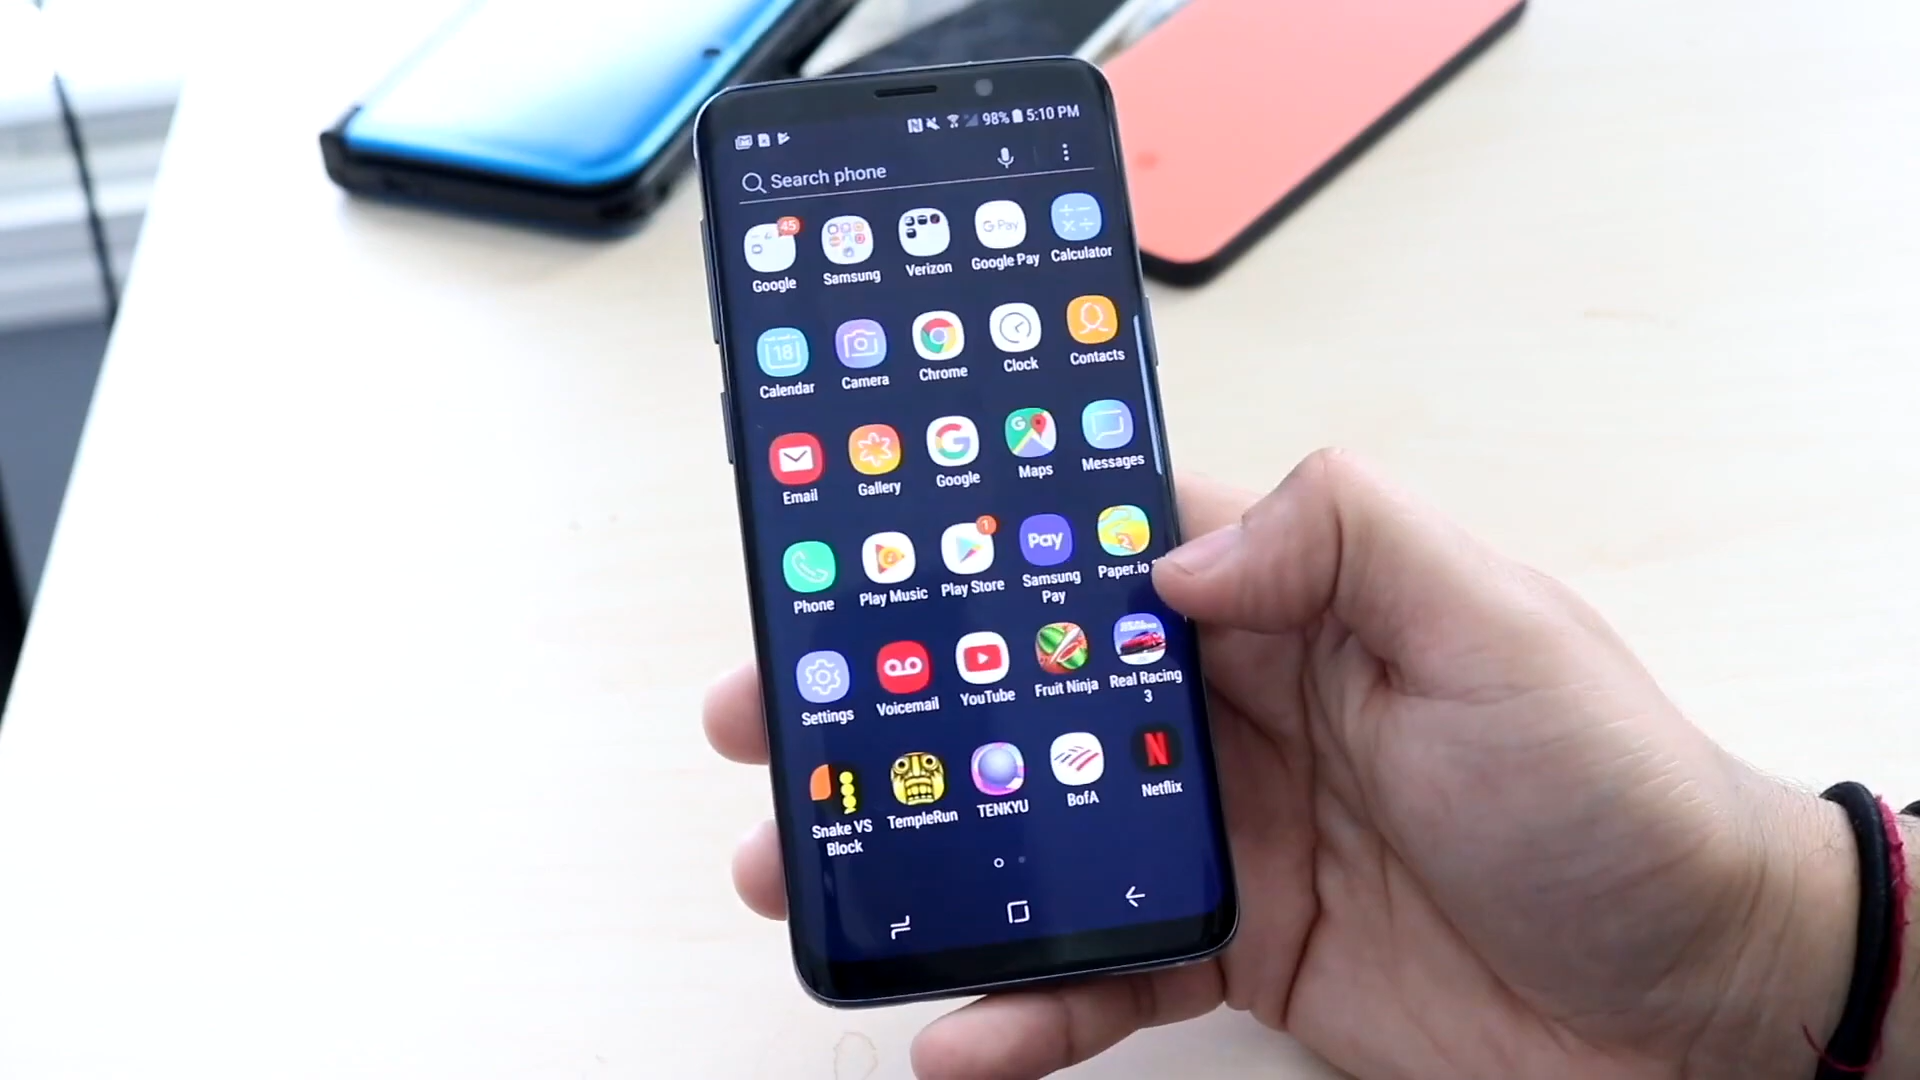 98% 5:10 PM
Search phone
45
G Pay
Google Samsung Verizon Google Pay Calculator
18
Calendar Camera Chrome Clock Contacts
Email Gallery Google Maps Messages
1
Pay
2
Phone Play Music Play Store Samsung Pay Paper.io
REAL
Settings Voicemail YouTube Fruit Ninja Real Racing 3
N
Snake VS Block TempleRun TENKYU BofA Netflix